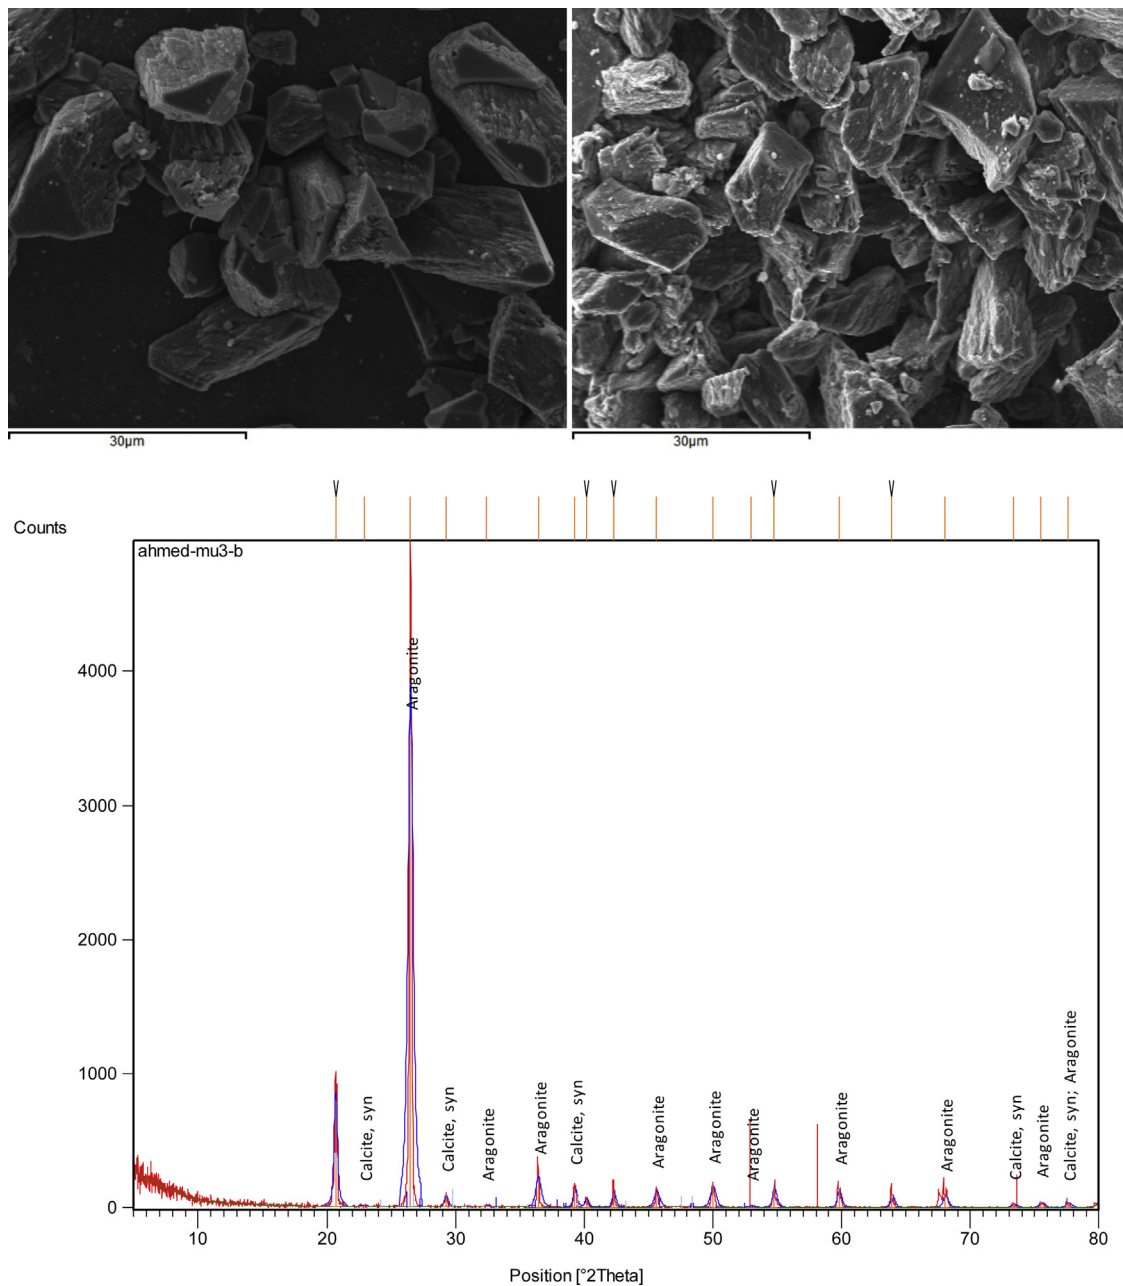 30µm
30µm
Counts
ahmed-mu3-b
4000
3000
2000
1000
0
Aragonite
Calcite, syn
Calcite, syn
Aragonite
Aragonite
Calcite, syn
Aragonite
Aragonite
Aragonite
Aragonite
Aragonite
Calcite, syn
Aragonite
Calcite, syn; Aragonite
10
20
30
40
50
60
70
80
Position [°2Theta]